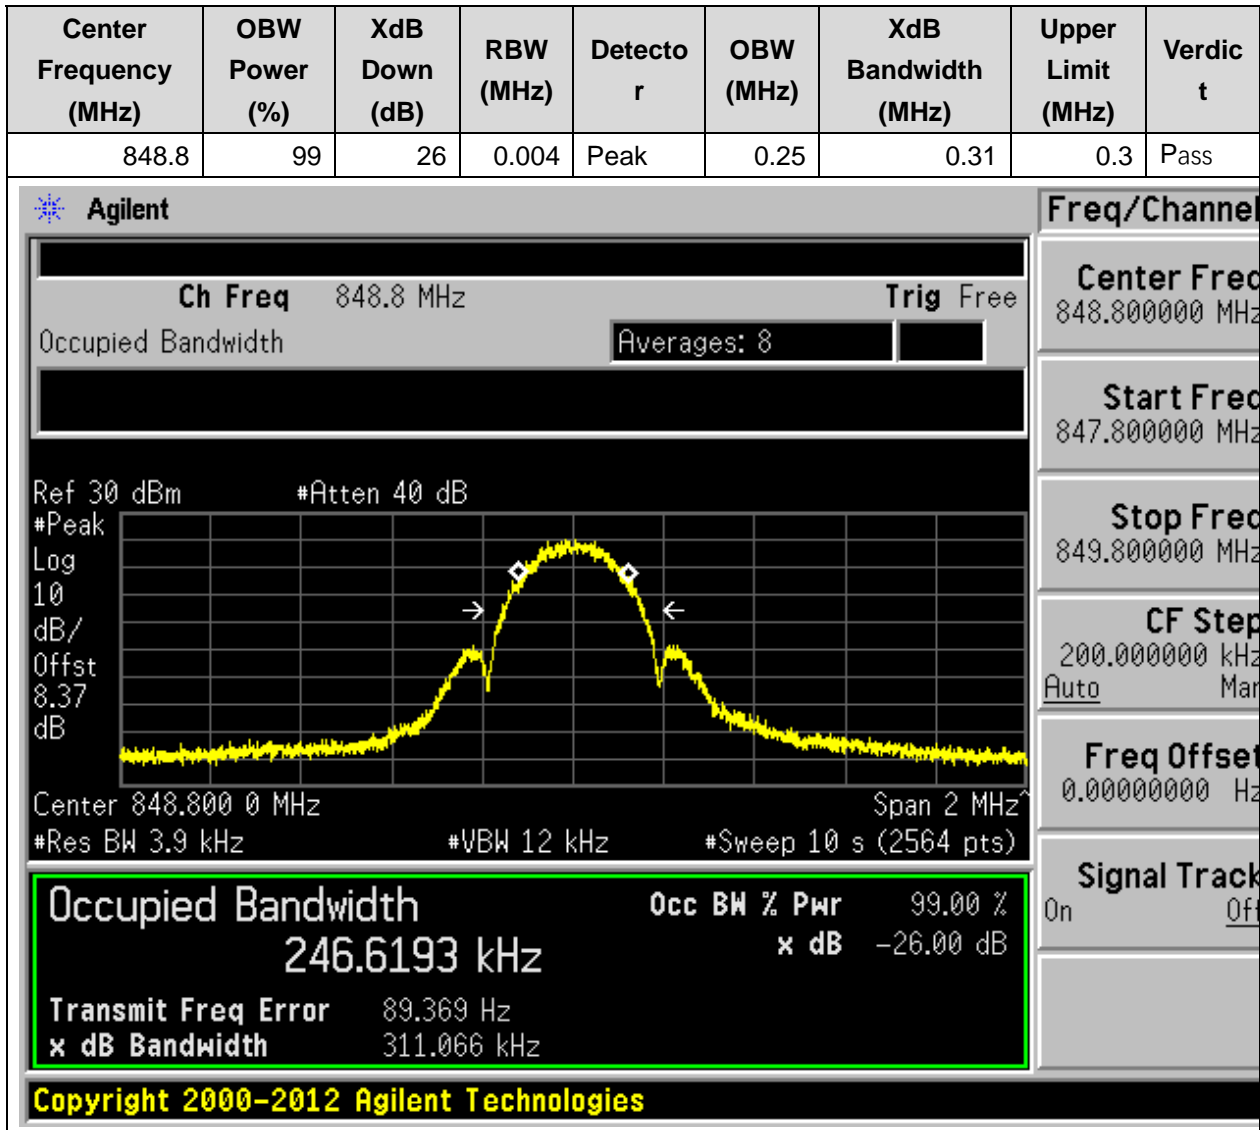 Center Frequency (MHz) OBW Power (%) XdB Down (dB) RBW (MHz) Detecto r OBW (MHz) XdB Bandwidth (MHz) Upper Limit (MHz) Verdic t
848.8 99 26 0.004 Peak 0.25 0.31 0.3 Pass
Agilent
Freq/Channel
Ch Freq 848.8 MHz Trig Free
Occupied Bandwidth Averages: 8
Center Freq
848.800000 MHz
Start Freq
847.800000 MHz
Stop Freq
849.800000 MHz
CF Step
200.000000 kHz
Auto Man
Freq Offset
0.00000000 Hz
Signal Track
On Off
Ref 30 dBm #Atten 40 dB
#Peak
Log
10
dB/
Offst
8.37
dB
Center 848.800 0 MHz Span 2 MHz^
#Res BW 3.9 kHz #VBW 12 kHz #Sweep 10 s (2564 pts)
Occupied Bandwidth Occ BW % Pwr 99.00 %
246.6193 kHz x dB -26.00 dB
Transmit Freq Error 89.369 Hz
x dB Bandwidth 311.066 kHz
Copyright 2000-2012 Agilent Technologies